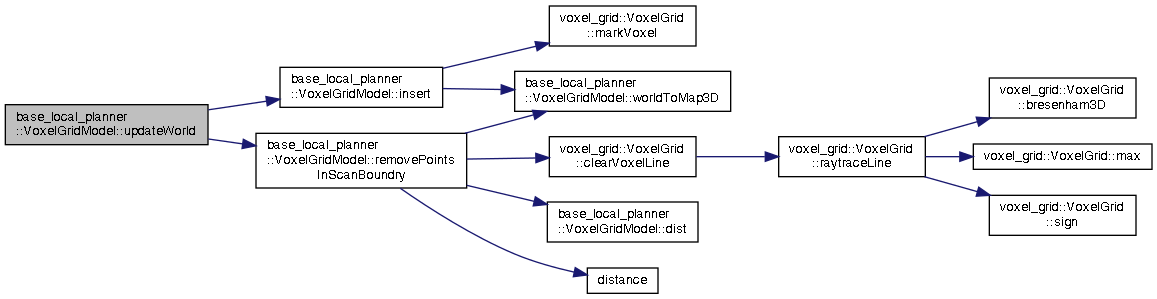 base_local_planner
::VoxelGridModel::updateWorld
base_local_planner
::VoxelGridModel::insert
base_local_planner
::VoxelGridModel::removePoints
InScanBoundry
voxel_grid::VoxelGrid
::markVoxel
base_local_planner
::VoxelGridModel::worldToMap3D
voxel_grid::VoxelGrid
::clearVoxelLine
base_local_planner
::VoxelGridModel::dist
distance
voxel_grid::VoxelGrid
::raytraceLine
voxel_grid::VoxelGrid
::bresenham3D
voxel_grid::VoxelGrid::max
voxel_grid::VoxelGrid
::sign